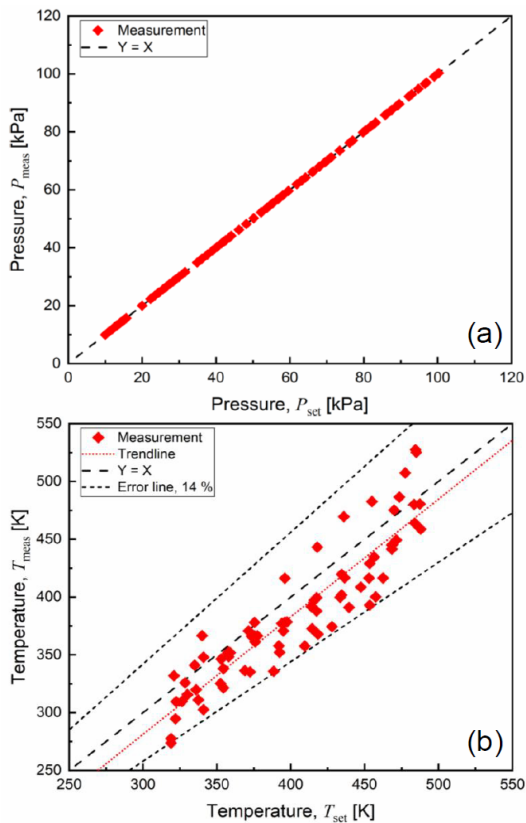 120
100
80
60
40
20
0
Measurement
Y = X
Pressure, Pmeas [kPa]
(a)
0 20 40 60 80 100 120
Pressure, Pset [kPa]
550
500
450
400
350
300
250
Measurement
Trendline
Y = X
Error line, 14 %
Temperature, Tmeas [K]
(b)
250 300 350 400 450 500 550
Temperature, Tset [K]